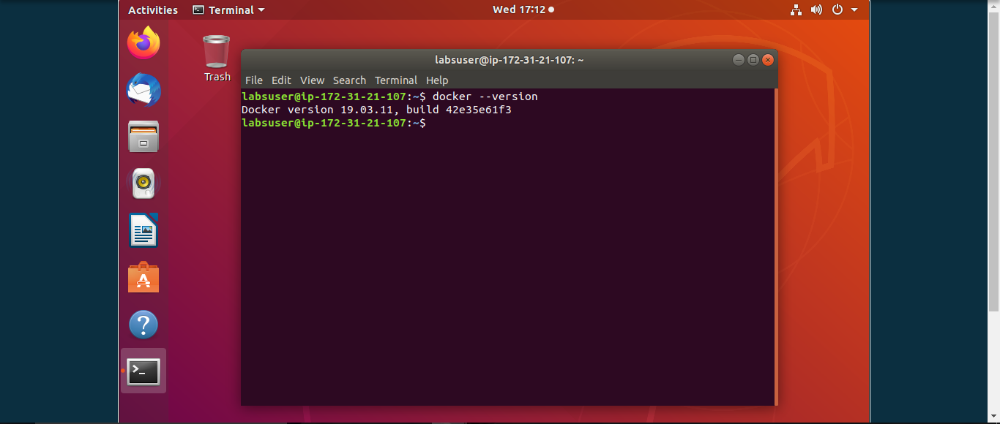 Activities Terminal Wed 17:12
Trash
labsuser@ip-172-31-21-107: ~
File Edit View Search Terminal Help
labsuser@ip-172-31-21-107:~$ docker --version
Docker version 19.03.11, build 42e35e61f3
labsuser@ip-172-31-21-107:~$